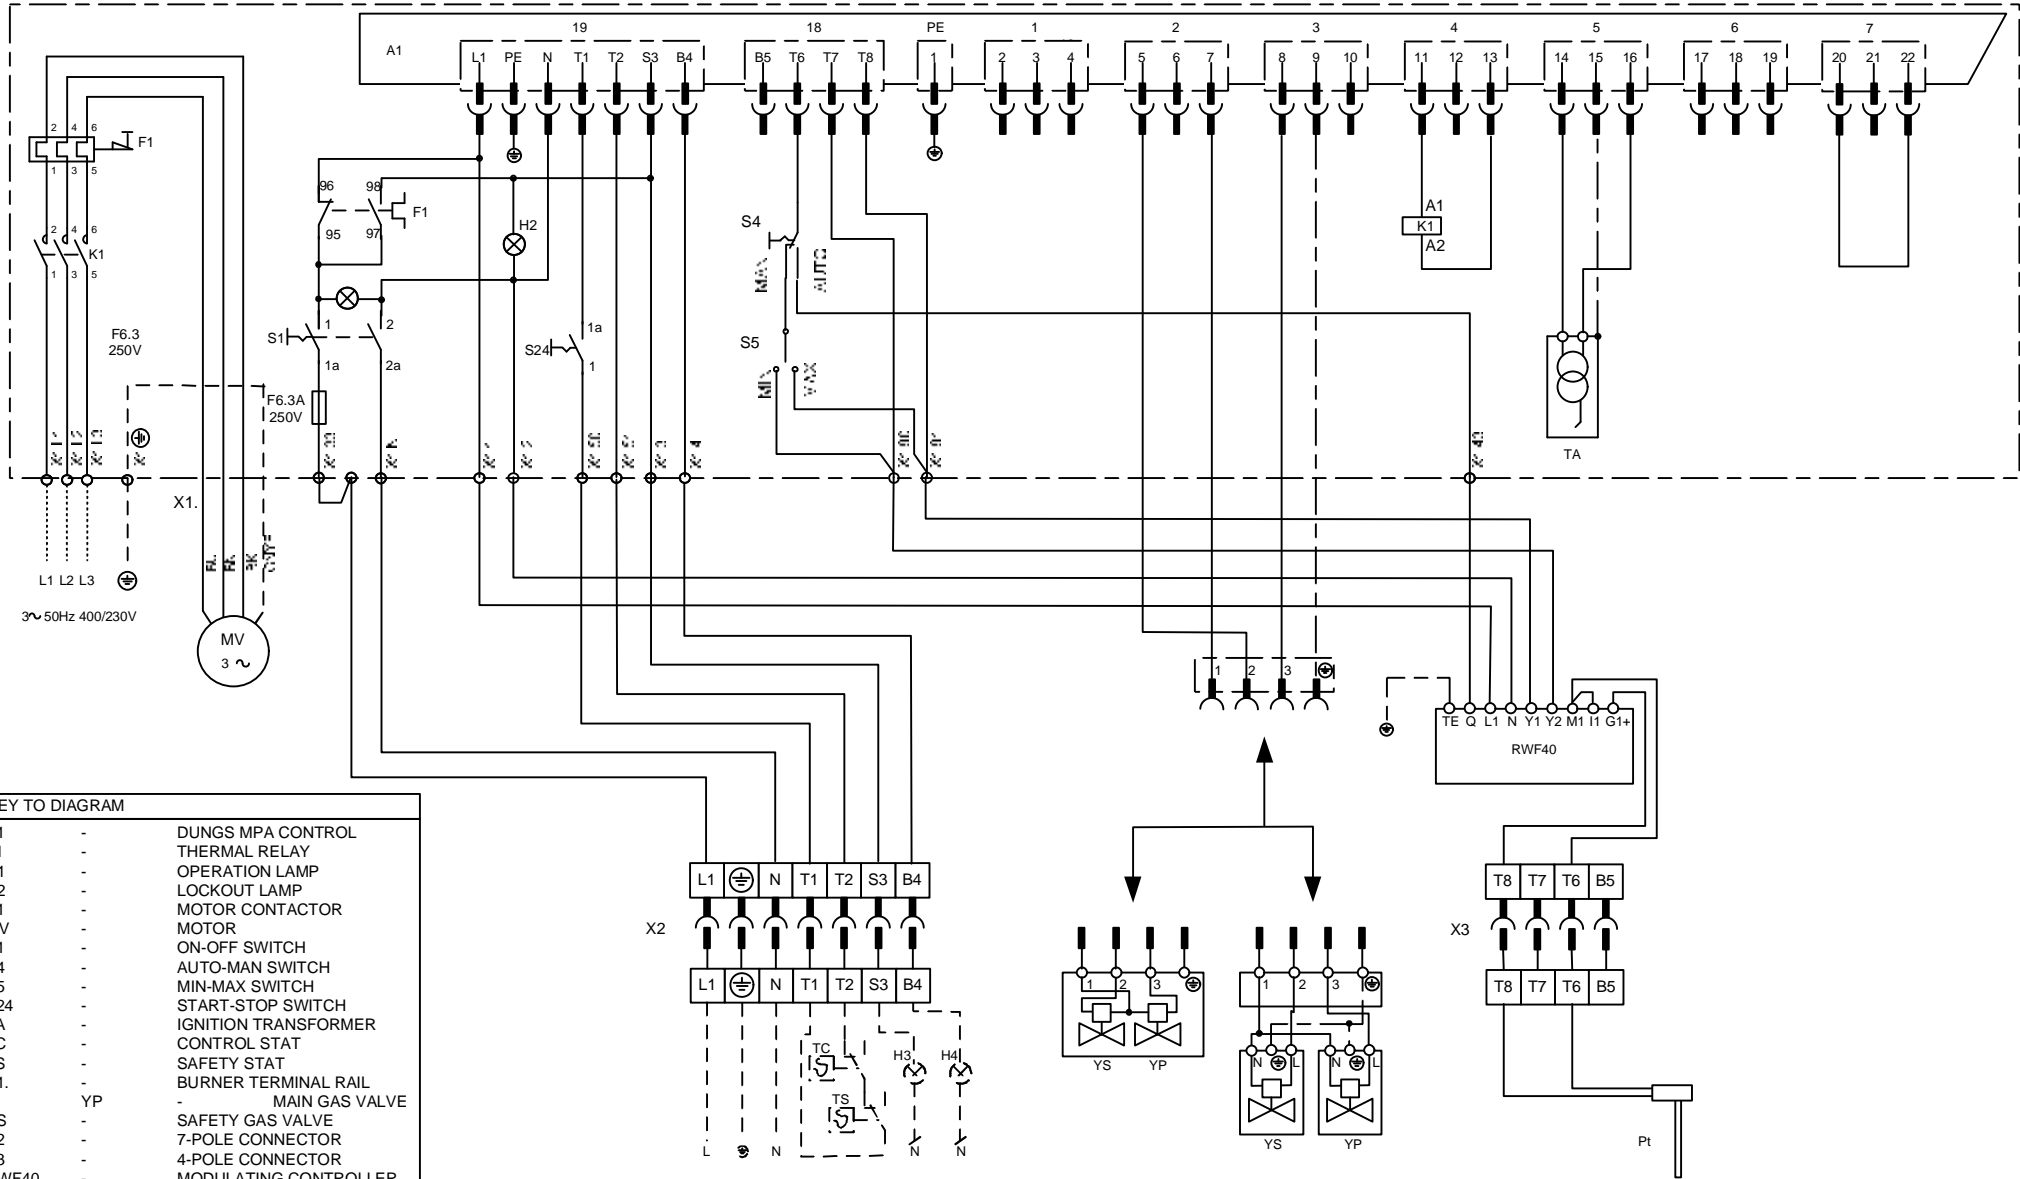 19 18 PE 1 2 3 4 5 6 7
A1
L1 PE N T1 T2 S3 B4
B5 T6 T7 T8
1
2 3 4
5 6 7
8 9 10
11 12 13
14 15 16
17 18 19
20 21 22
2 4 6
F1
1 3 5
2 4 6
K1
1 3 5
96 98
F1
95 97
H2
S1
1 2
1a 2a
S24
1a
1
S4
AUTO
S5
A1
K1
A2
TA
F6.3
250V
F6.3A
250V
X1.
L1 L2 L3
3~ 50Hz 400/230V
MV
3 ~
1 2 3
TE Q L1 N Y1 Y2 M1 I1 G1+
RWF40
EY TO DIAGRAM
- DUNGS MPA CONTROL
- THERMAL RELAY
- OPERATION LAMP
- LOCKOUT LAMP
- MOTOR CONTACTOR
- MOTOR
- ON-OFF SWITCH
- AUTO-MAN SWITCH
- MIN-MAX SWITCH
24 - START-STOP SWITCH
- IGNITION TRANSFORMER
- CONTROL STAT
- SAFETY STAT
- BURNER TERMINAL RAIL
YP - MAIN GAS VALVE
- SAFETY GAS VALVE
- 7-POLE CONNECTOR
- 4-POLE CONNECTOR
WF40 - MODULATING CONTROLLER
X2
L1 N T1 T2 S3 B4
L1 N T1 T2 S3 B4
TC
TS
H3 H4
L N N N
1 2 3
YS YP
1 2 3
N L N L
YS YP
X3
T8 T7 T6 B5
T8 T7 T6 B5
Pt